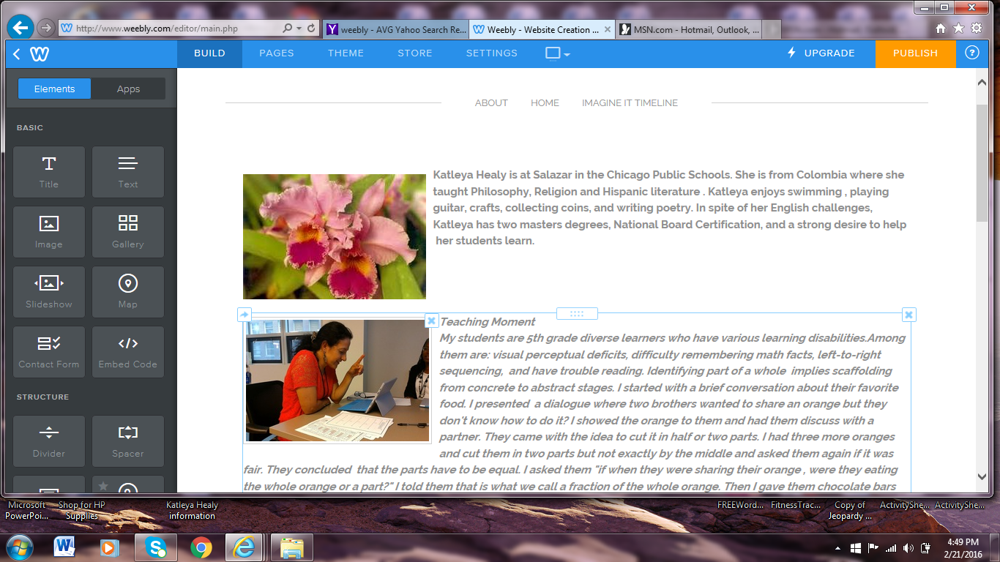 http://www.weebly.com/editor/main.php
weebly - AVG Yahoo Search Re...
Weebly - Website Creation ...
MSN.com - Hotmail, Outlook, ...
BUILD
PAGES
THEME
STORE
SETTINGS
UPGRADE
PUBLISH
?
Elements
Apps
ABOUT
HOME
IMAGINE IT TIMELINE
BASIC
Title
Text
Image
Gallery
Slideshow
Map
Contact Form
Embed Code
STRUCTURE
Divider
Spacer
Katleya Healy is at Salazar in the Chicago Public Schools. She is from Colombia where she
taught Philosophy, Religion and Hispanic literature . Katleya enjoys swimming , playing
guitar, crafts, collecting coins, and writing poetry. In spite of her English challenges,
Katleya has two masters degrees, National Board Certification, and a strong desire to help
her students learn.
Teaching Moment
My students are 5th grade diverse learners who have various learning disabilities.Among
them are: visual perceptual deficits, difficulty remembering math facts, left-to-right
sequencing,  and have trouble reading. Identifying part of a whole  implies scaffolding
from concrete to abstract stages. I started with a brief conversation about their favorite
food. I presented  a dialogue where two brothers wanted to share an orange but they
don't know how to do it? I showed the orange to them and had them discuss with a
partner. They came with the idea to cut it in half or two parts. I had three more oranges
and cut them in two parts but not exactly by the middle and asked them again if it was
fair. They concluded  that the parts have to be equal. I asked them "if when they were sharing their orange , were they eating
the whole orange or a part?" I told them that is what we call a fraction of the whole orange. Then I gave them chocolate bars
Microsoft PowerPoi...
Shop for HP Supplies
Katleya Healy information
FREEWord...
FitnessTrac...
Copy of Jeopardy ...
ActivityShe...
ActivityShe...
4:49 PM
2/21/2016